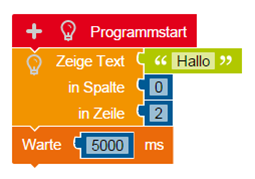 Programmstart
Zeige Text “ Hallo ”
in Spalte 0
in Zeile 2
Warte 5000 ms